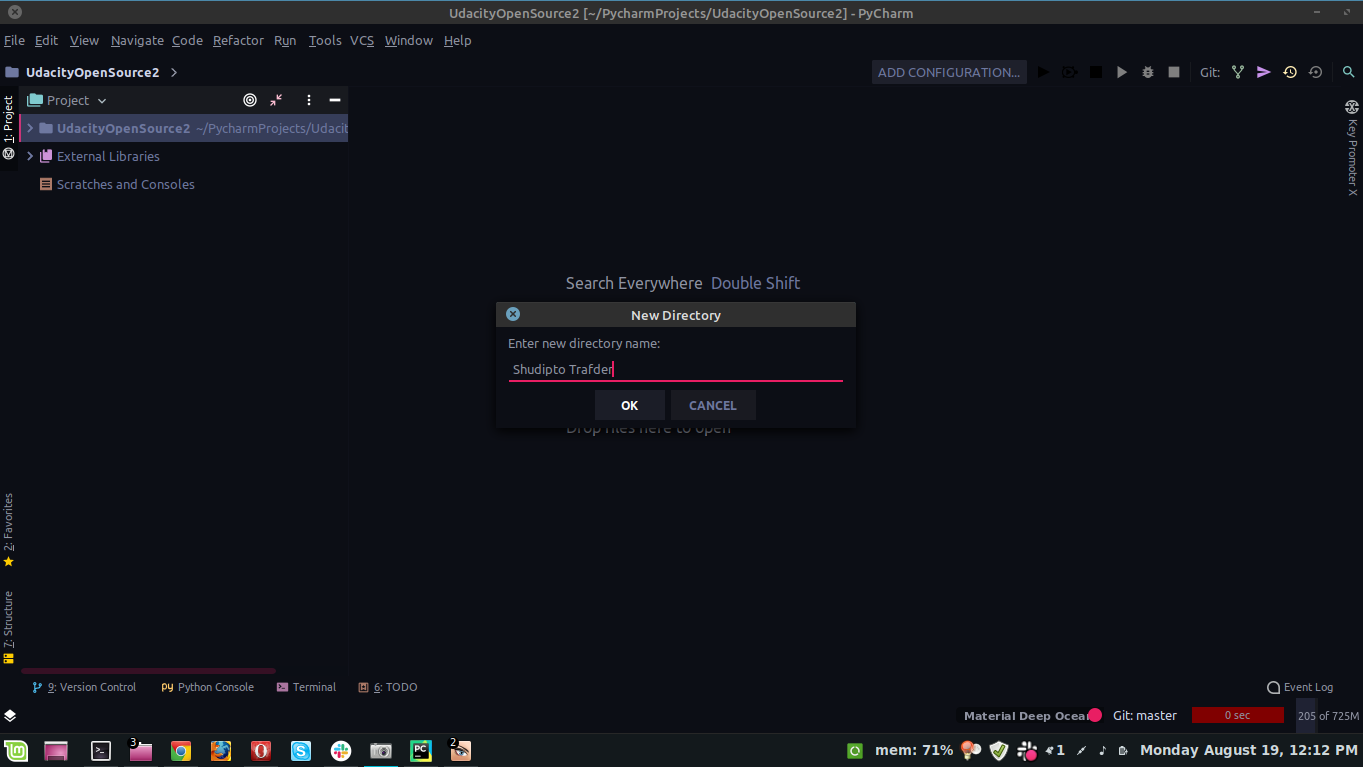 UdacityOpenSource2 [~/PycharmProjects/UdacityOpenSource2] - PyCharm
File Edit View Navigate Code Refactor Run Tools VCS Window Help
UdacityOpenSource2
ADD CONFIGURATION...
Git:
Project
1: Project
UdacityOpenSource2 ~/PycharmProjects/Udacit
External Libraries
Scratches and Consoles
Key Promoter X
Search Everywhere Double Shift
New Directory
Enter new directory name:
Shudipto Trafder
OK CANCEL
Drop files here to open
2: Favorites
7: Structure
9: Version Control Python Console Terminal 6: TODO
Event Log
Material Deep Ocean Git: master 0 sec 205 of 725M
3 PC 2 mem: 71% 1 Monday August 19, 12:12 PM